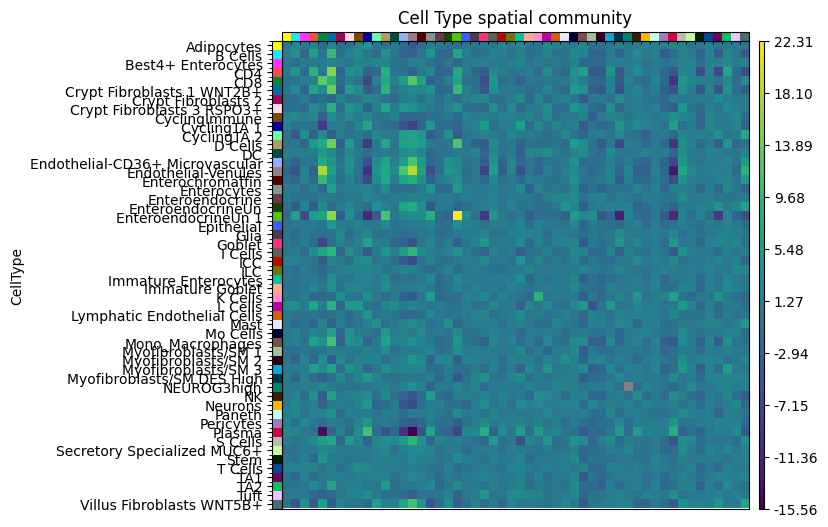 Cell Type spatial community
Adipocytes
B Cells
Best4+ Enterocytes
CD4
CD8
Crypt Fibroblasts 1 WNT2B+
Crypt Fibroblasts 2
Crypt Fibroblasts 3 RSPO3+
CyclingImmune
CyclingTA 1
CyclingTA 2
D Cells
DC
Endothelial-CD36+ Microvascular
Endothelial-Venules
Enterochromaffin
Enterocytes
Enteroendocrine
EnteroendocrineUn
EnteroendocrineUn 1
Epithelial
Glia
Goblet
I Cells
ICC
ILC
Immature Enterocytes
Immature Goblet
K Cells
L Cells
Lymphatic Endothelial Cells
Mast
Mo Cells
Mono_Macrophages
Myofibroblasts/SM 1
Myofibroblasts/SM 2
Myofibroblasts/SM 3
Myofibroblasts/SM DES High
NEUROG3high
NK
Neurons
Paneth
Pericytes
Plasma
S Cells
Secretory Specialized MUC6+
Stem
T Cells
TA1
TA2
Tuft
Villus Fibroblasts WNT5B+
CellType
22.31
18.10
13.89
9.68
5.48
1.27
-2.94
-7.15
-11.36
-15.56